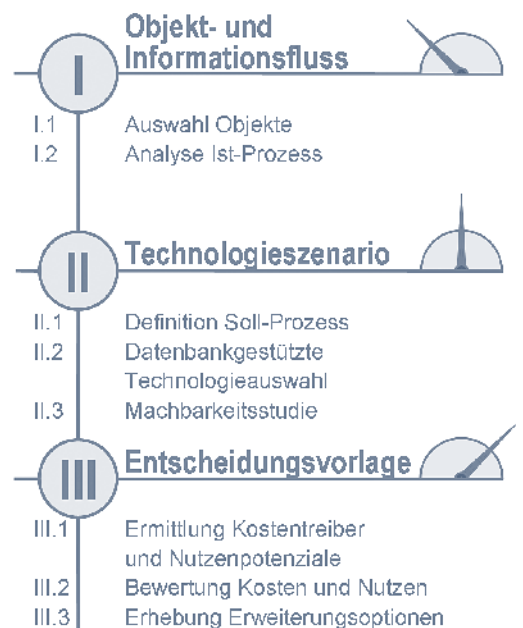 I
Objekt- und
Informationsfluss
I.1 Auswahl Objekte
I.2 Analyse Ist-Prozess
II
Technologieszenario
II.1 Definition Soll-Prozess
II.2 Datenbankgestützte
Technologieauswahl
II.3 Machbarkeitsstudie
III
Entscheidungsvorlage
III.1 Ermittlung Kostentreiber
und Nutzenpotenziale
III.2 Bewertung Kosten und Nutzen
III.3 Erhebung Erweiterungsoptionen